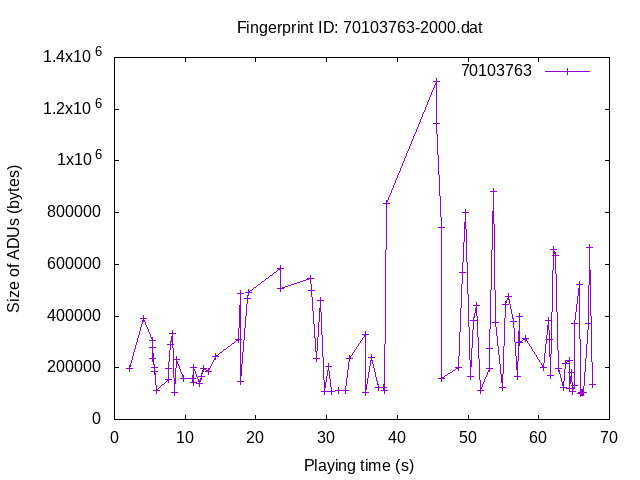 Fingerprint ID: 70103763-2000.dat
70103763
Size of ADUs (bytes)
1.4x10^6
1.2x10^6
1x10^6
800000
600000
400000
200000
0
0 10 20 30 40 50 60 70
Playing time (s)